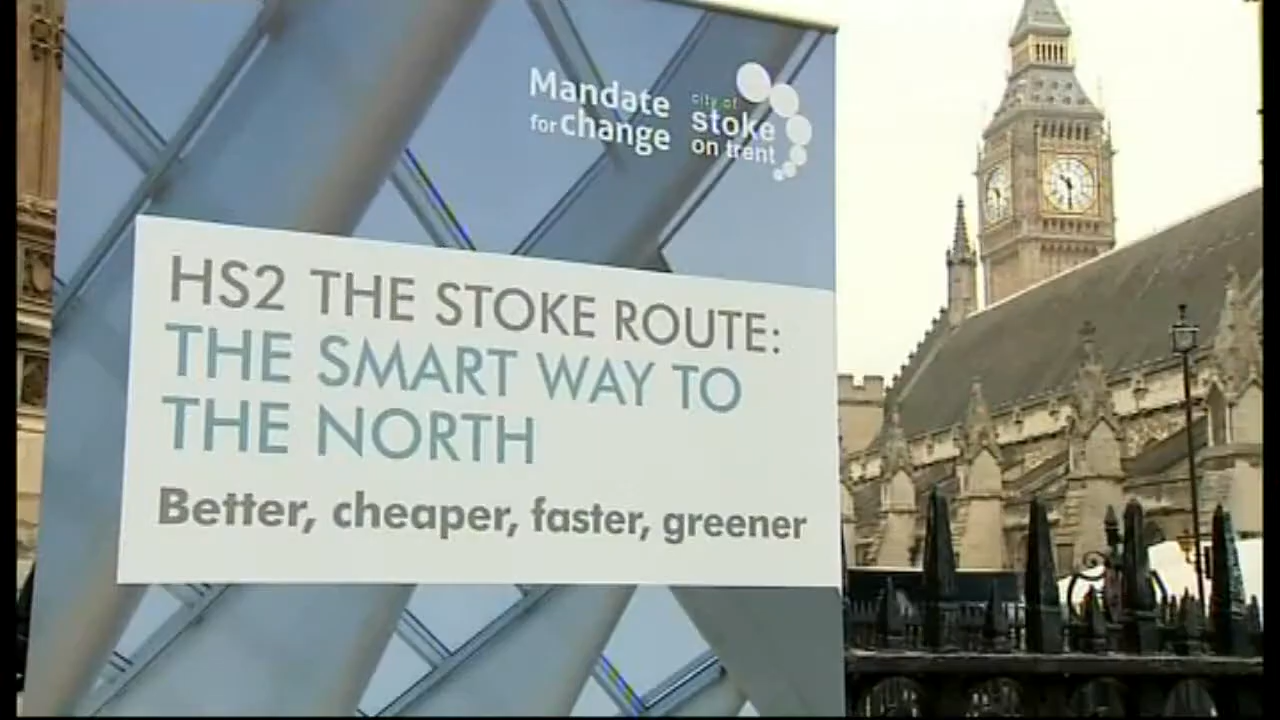 Mandate
for change
city of
stoke
on trent
HS2 THE STOKE ROUTE:
THE SMART WAY TO
THE NORTH
Better, cheaper, faster, greener